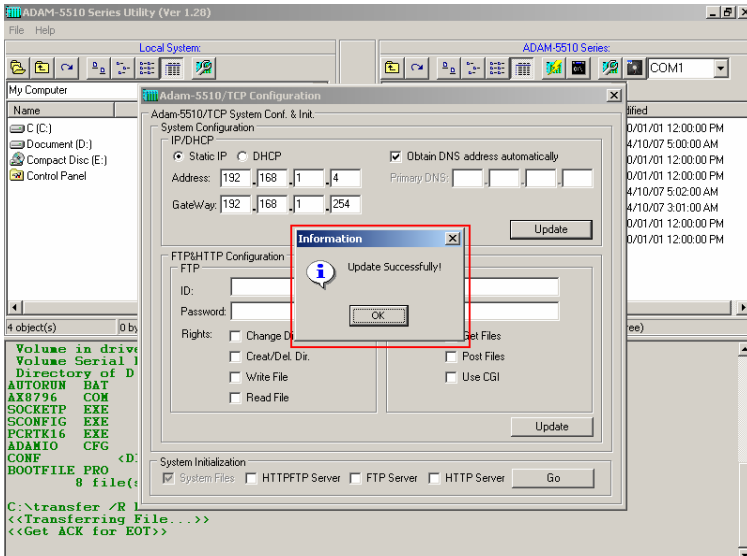 ADAM-5510 Series Utility (Ver 1.28)
File Help
Local System:
ADAM-5510 Series:
COM1
My Computer
Name
C (C:)
Document (D:)
Compact Disc (E:)
Control Panel
dified
0/01/01 12:00:00 PM
4/10/07 5:00:00 AM
0/01/01 12:00:00 PM
4/10/07 5:02:00 AM
4/10/07 3:01:00 AM
0/01/01 12:00:00 PM
0/01/01 12:00:00 PM
4 object(s)
0 by
ree)
Adam-5510/TCP Configuration
Adam-5510/TCP System Conf. & Init.
System Configuration
IP/DHCP
Static IP DHCP
Obtain DNS address automatically
Address: 192 . 168 . 1 . 4
Primary DNS: . . .
GateWay: 192 . 168 . 1 . 254
Update
Information
Update Successfully!
OK
FTP&HTTP Configuration
FTP
ID:
Password:
Rights:
Change Di
Creat/Del. Dir.
Write File
Read File
Get Files
Post Files
Use CGI
Update
System Initialization
System Files HTTPFTP Server FTP Server HTTP Server Go
Volume in drive
Volume Serial
Directory of D
AUTORUN BAT
AX8796 COM
SOCKETP EXE
SCONFIG EXE
PCRTK16 EXE
ADAMIO CFG
CONF <D
BOOTFILE PRO
8 file(s
C:\transfer /R
<<Transferring File...>>
<<Get ACK for EOT>>